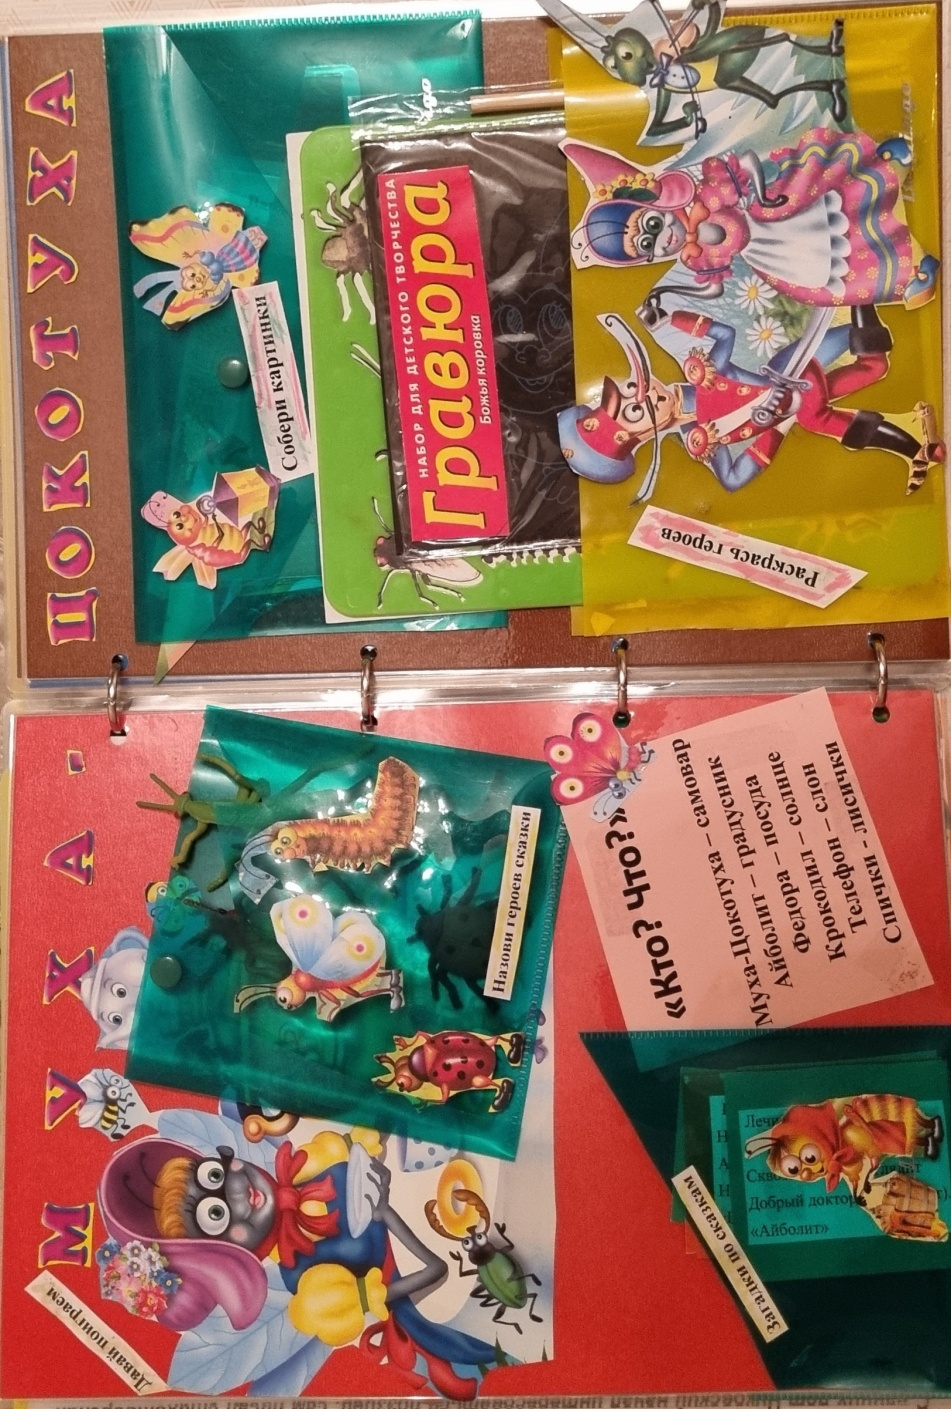 МУХА-
ПОКОТУХА
Давай поиграем
Назови героев сказки
«Кто? Что?»
Муха-Цокотуха – самовар
Айболит – градусник
Федора – посуда
Крокодил – солнце
Телефон – слон
Спички - лисички
Загадки по сказкам
Лечи
Добрый доктор
«Айболит»
Собери картинки
НАБОР ДЛЯ ДЕТСКОГО ТВОРЧЕСТВА
Гравюра
Божья коровка
Раскрась героев